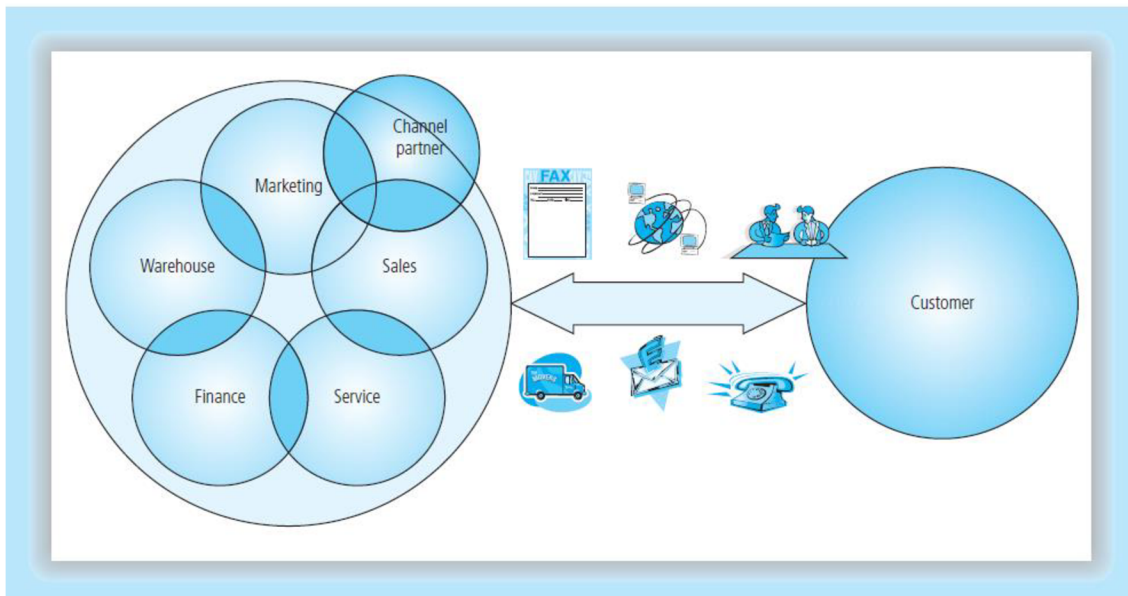 Channel
partner
Marketing
Warehouse
Sales
Finance
Service
FAX
Customer